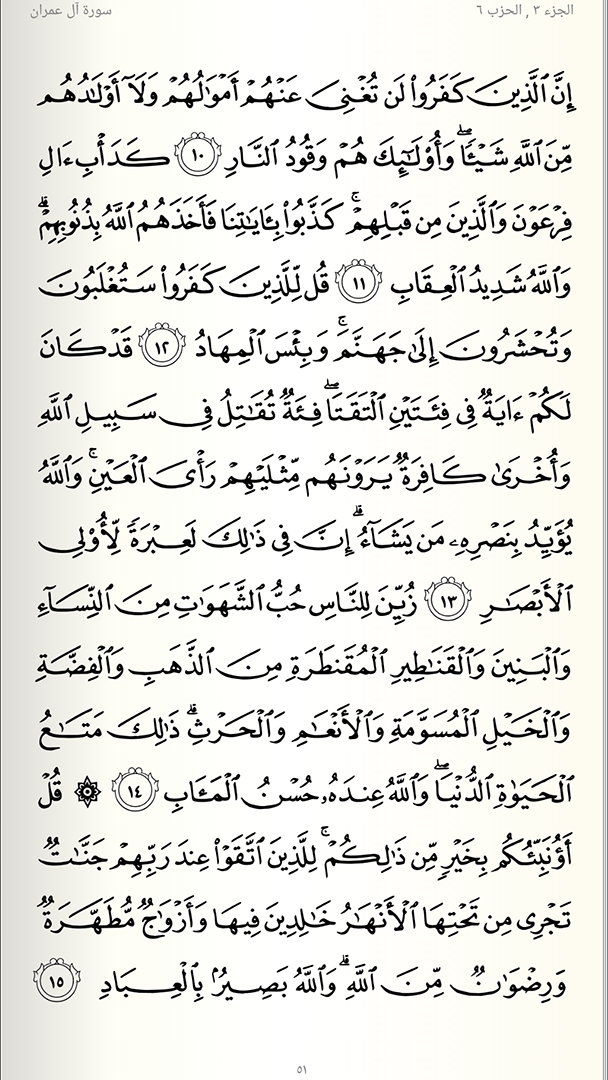 الجزء ٣ , الحزب ٦
سورة آل عمران
إِنَّ ٱلَّذِينَ كَفَرُوا۟ لَن تُغْنِىَ عَنْهُمْ أَمْوَٰلُهُمْ وَلَآ أَوْلَـٰدُهُم
مِّنَ ٱللَّهِ شَيْـًٔا ۖ وَأُو۟لَـٰٓئِكَ هُمْ وَقُودُ ٱلنَّارِ ١٠ كَدَأْبِ ءَالِ
فِرْعَوْنَ وَٱلَّذِينَ مِن قَبْلِهِمْ ۚ كَذَّبُوا۟ بِـَٔايَـٰتِنَا فَأَخَذَهُمُ ٱللَّهُ بِذُنُوبِهِمْ ۗ
وَٱللَّهُ شَدِيدُ ٱلْعِقَابِ ١١ قُل لِّلَّذِينَ كَفَرُوا۟ سَتُغْلَبُونَ
وَتُحْشَرُونَ إِلَىٰ جَهَنَّمَ ۚ وَبِئْسَ ٱلْمِهَادُ ١٢ قَدْ كَانَ
لَكُمْ ءَايَةٌ فِى فِئَتَيْنِ ٱلْتَقَتَا ۖ فِئَةٌ تُقَـٰتِلُ فِى سَبِيلِ ٱللَّهِ
وَأُخْرَىٰ كَافِرَةٌ يَرَوْنَهُم مِّثْلَيْهِمْ رَأْىَ ٱلْعَيْنِ ۚ وَٱللَّهُ
يُؤَيِّدُ بِنَصْرِهِۦ مَن يَشَآءُ ۗ إِنَّ فِى ذَٰلِكَ لَعِبْرَةً لِّأُو۟لِى
ٱلْأَبْصَـٰرِ ١٣ زُيِّنَ لِلنَّاسِ حُبُّ ٱلشَّهَوَٰتِ مِنَ ٱلنِّسَآءِ
وَٱلْبَنِينَ وَٱلْقَنَـٰطِيرِ ٱلْمُقَنطَرَةِ مِنَ ٱلذَّهَبِ وَٱلْفِضَّةِ
وَٱلْخَيْلِ ٱلْمُسَوَّمَةِ وَٱلْأَنْعَـٰمِ وَٱلْحَرْثِ ۗ ذَٰلِكَ مَتَـٰعُ
ٱلْحَيَوٰةِ ٱلدُّنْيَا ۖ وَٱللَّهُ عِندَهُۥ حُسْنُ ٱلْمَـَٔابِ ١٤ ۞ قُلْ
أَؤُنَبِّئُكُم بِخَيْرٍ مِّن ذَٰلِكُمْ ۚ لِلَّذِينَ ٱتَّقَوْا۟ عِندَ رَبِّهِمْ جَنَّـٰتٌ
تَجْرِى مِن تَحْتِهَا ٱلْأَنْهَـٰرُ خَـٰلِدِينَ فِيهَا وَأَزْوَٰجٌ مُّطَهَّرَةٌ
وَرِضْوَٰنٌ مِّنَ ٱللَّهِ ۗ وَٱللَّهُ بَصِيرٌۢ بِٱلْعِبَادِ ١٥
٥١